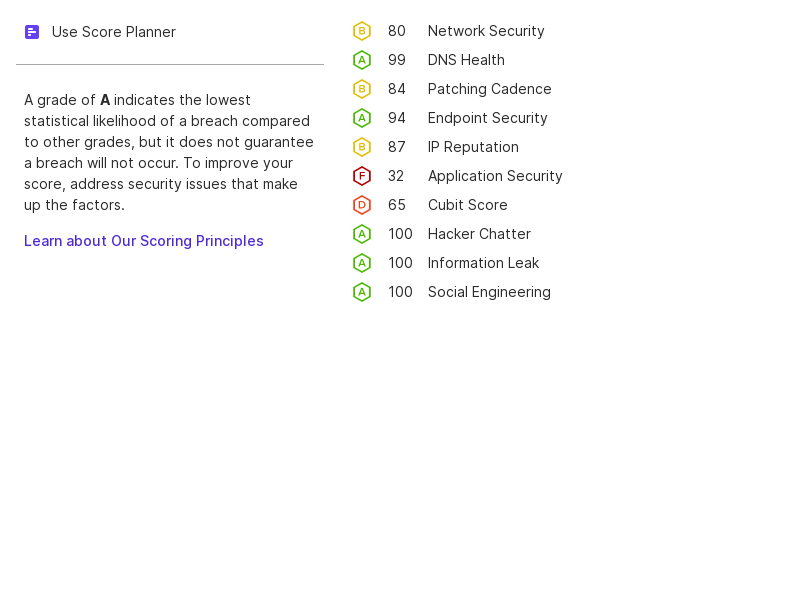 Use Score Planner
A grade of A indicates the lowest
statistical likelihood of a breach compared
to other grades, but it does not guarantee
a breach will not occur. To improve your
score, address security issues that make
up the factors.
Learn about Our Scoring Principles
B 80 Network Security
A 99 DNS Health
B 84 Patching Cadence
A 94 Endpoint Security
B 87 IP Reputation
F 32 Application Security
D 65 Cubit Score
A 100 Hacker Chatter
A 100 Information Leak
A 100 Social Engineering